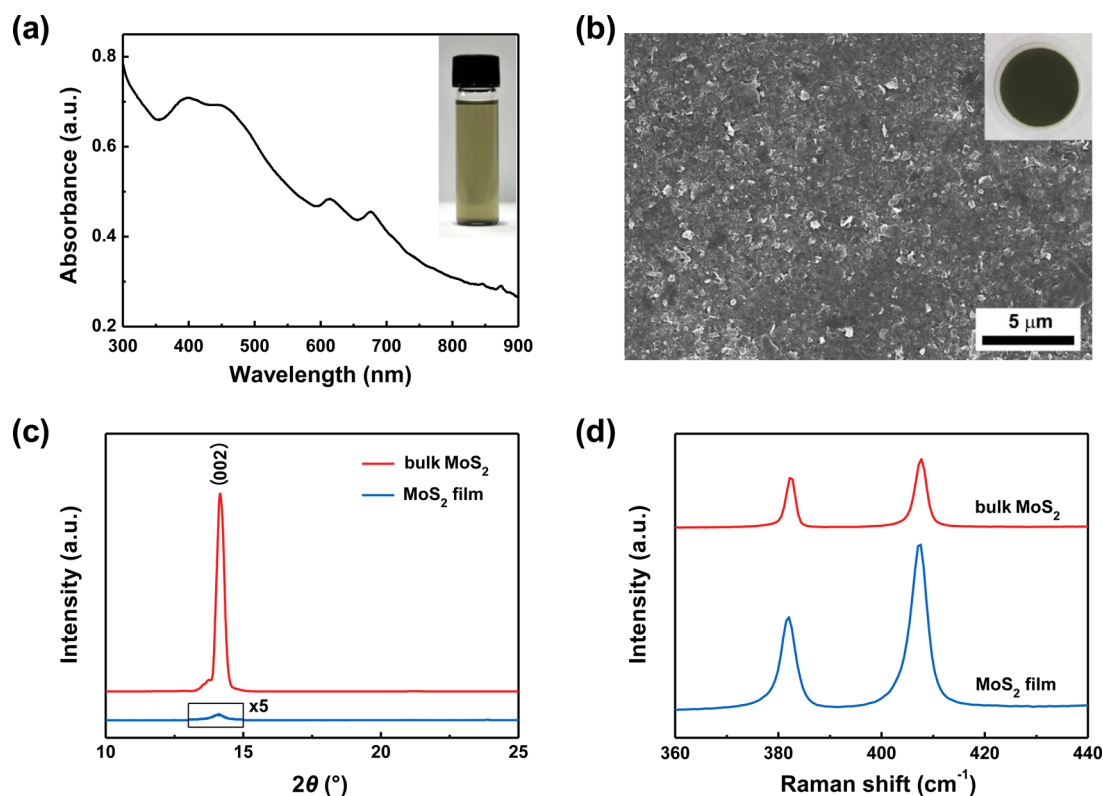 (a)
0.8
0.6
0.4
0.2
Absorbance (a.u.)
300 400 500 600 700 800 900
Wavelength (nm)
(b)
5 μm
(c)
(002)
bulk MoS₂
MoS₂ film
x5
Intensity (a.u.)
10 15 20 25
2θ (°)
(d)
bulk MoS₂
MoS₂ film
Intensity (a.u.)
360 380 400 420 440
Raman shift (cm⁻¹)